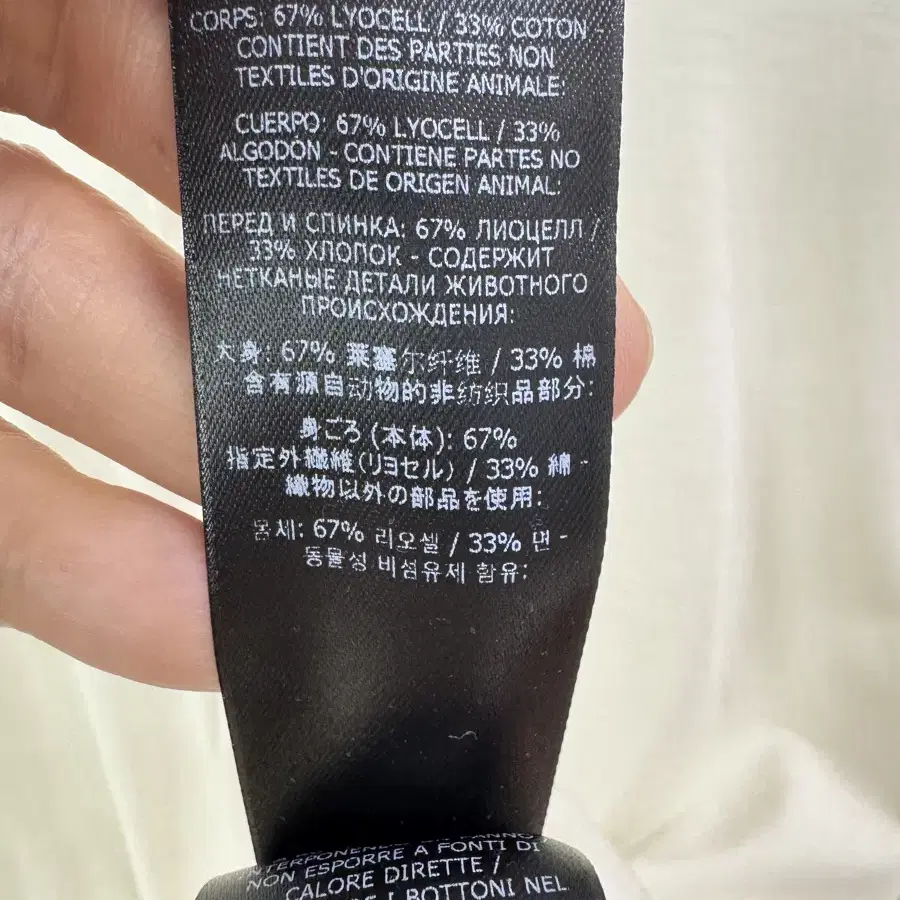 CORPS: 67% LYOCELL / 33% COTON -
CONTIENT DES PARTIES NON
TEXTILES D'ORIGINE ANIMALE:
CUERPO: 67% LYOCELL / 33%
ALGODON - CONTIENE PARTES NO
TEXTILES DE ORIGEN ANIMAL:
ПЕРЕД И СПИНКА: 67% ЛИОЦЕЛЛ /
33% ХЛОПОК - СОДЕРЖИТ
НЕТКАНЫЕ ДЕТАЛИ ЖИВОТНОГО
ПРОИСХОЖДЕНИЯ:
大身: 67% 莱塞尔纤维 / 33% 棉
- 含有源自动物的非纺织品部分:
身ごろ (本体): 67%
指定外繊維(リヨセル) / 33% 綿 -
繊物以外の部品を使用:
몸체: 67% 리오셀 / 33% 면 -
동물성 비섬유제 함유:
NON ESPORRE A FONTI DI
CALORE DIRETTE /
I BOTTONI NEL